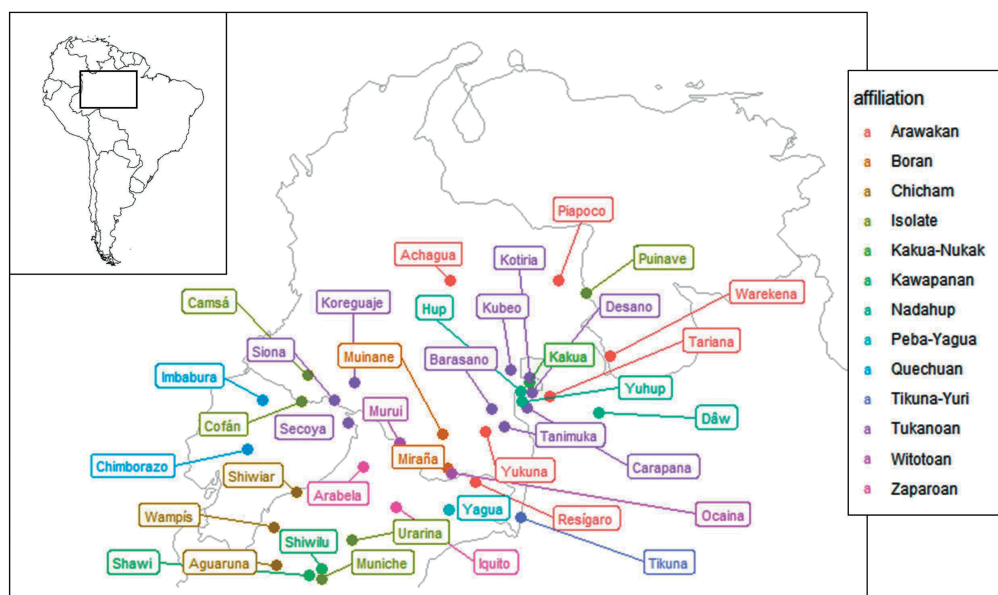 Piapoco
Achagua
Kotiria
Puinave
Warekena
Camsá
Koreguaje
Hup
Kubeo
Desano
Tariana
Siona
Muinane
Barasano
Kakua
Imbabura
Murui
Yuhup
Cofán
Secoya
Tanimuka
Dâw
Chimborazo
Miraña
Yukuna
Carapana
Shiwiar
Arabela
Wampís
Yagua
Resígaro
Ocaina
Urarina
Shiwilu
Shawi
Aguaruna
Muniche
Iquito
Tikuna
affiliation
a Arawakan
a Boran
a Chicham
a Isolate
a Kakua-Nukak
a Kawapanan
a Nadahup
a Peba-Yagua
a Quechuan
a Tikuna-Yuri
a Tukanoan
a Witotoan
a Zaparoan